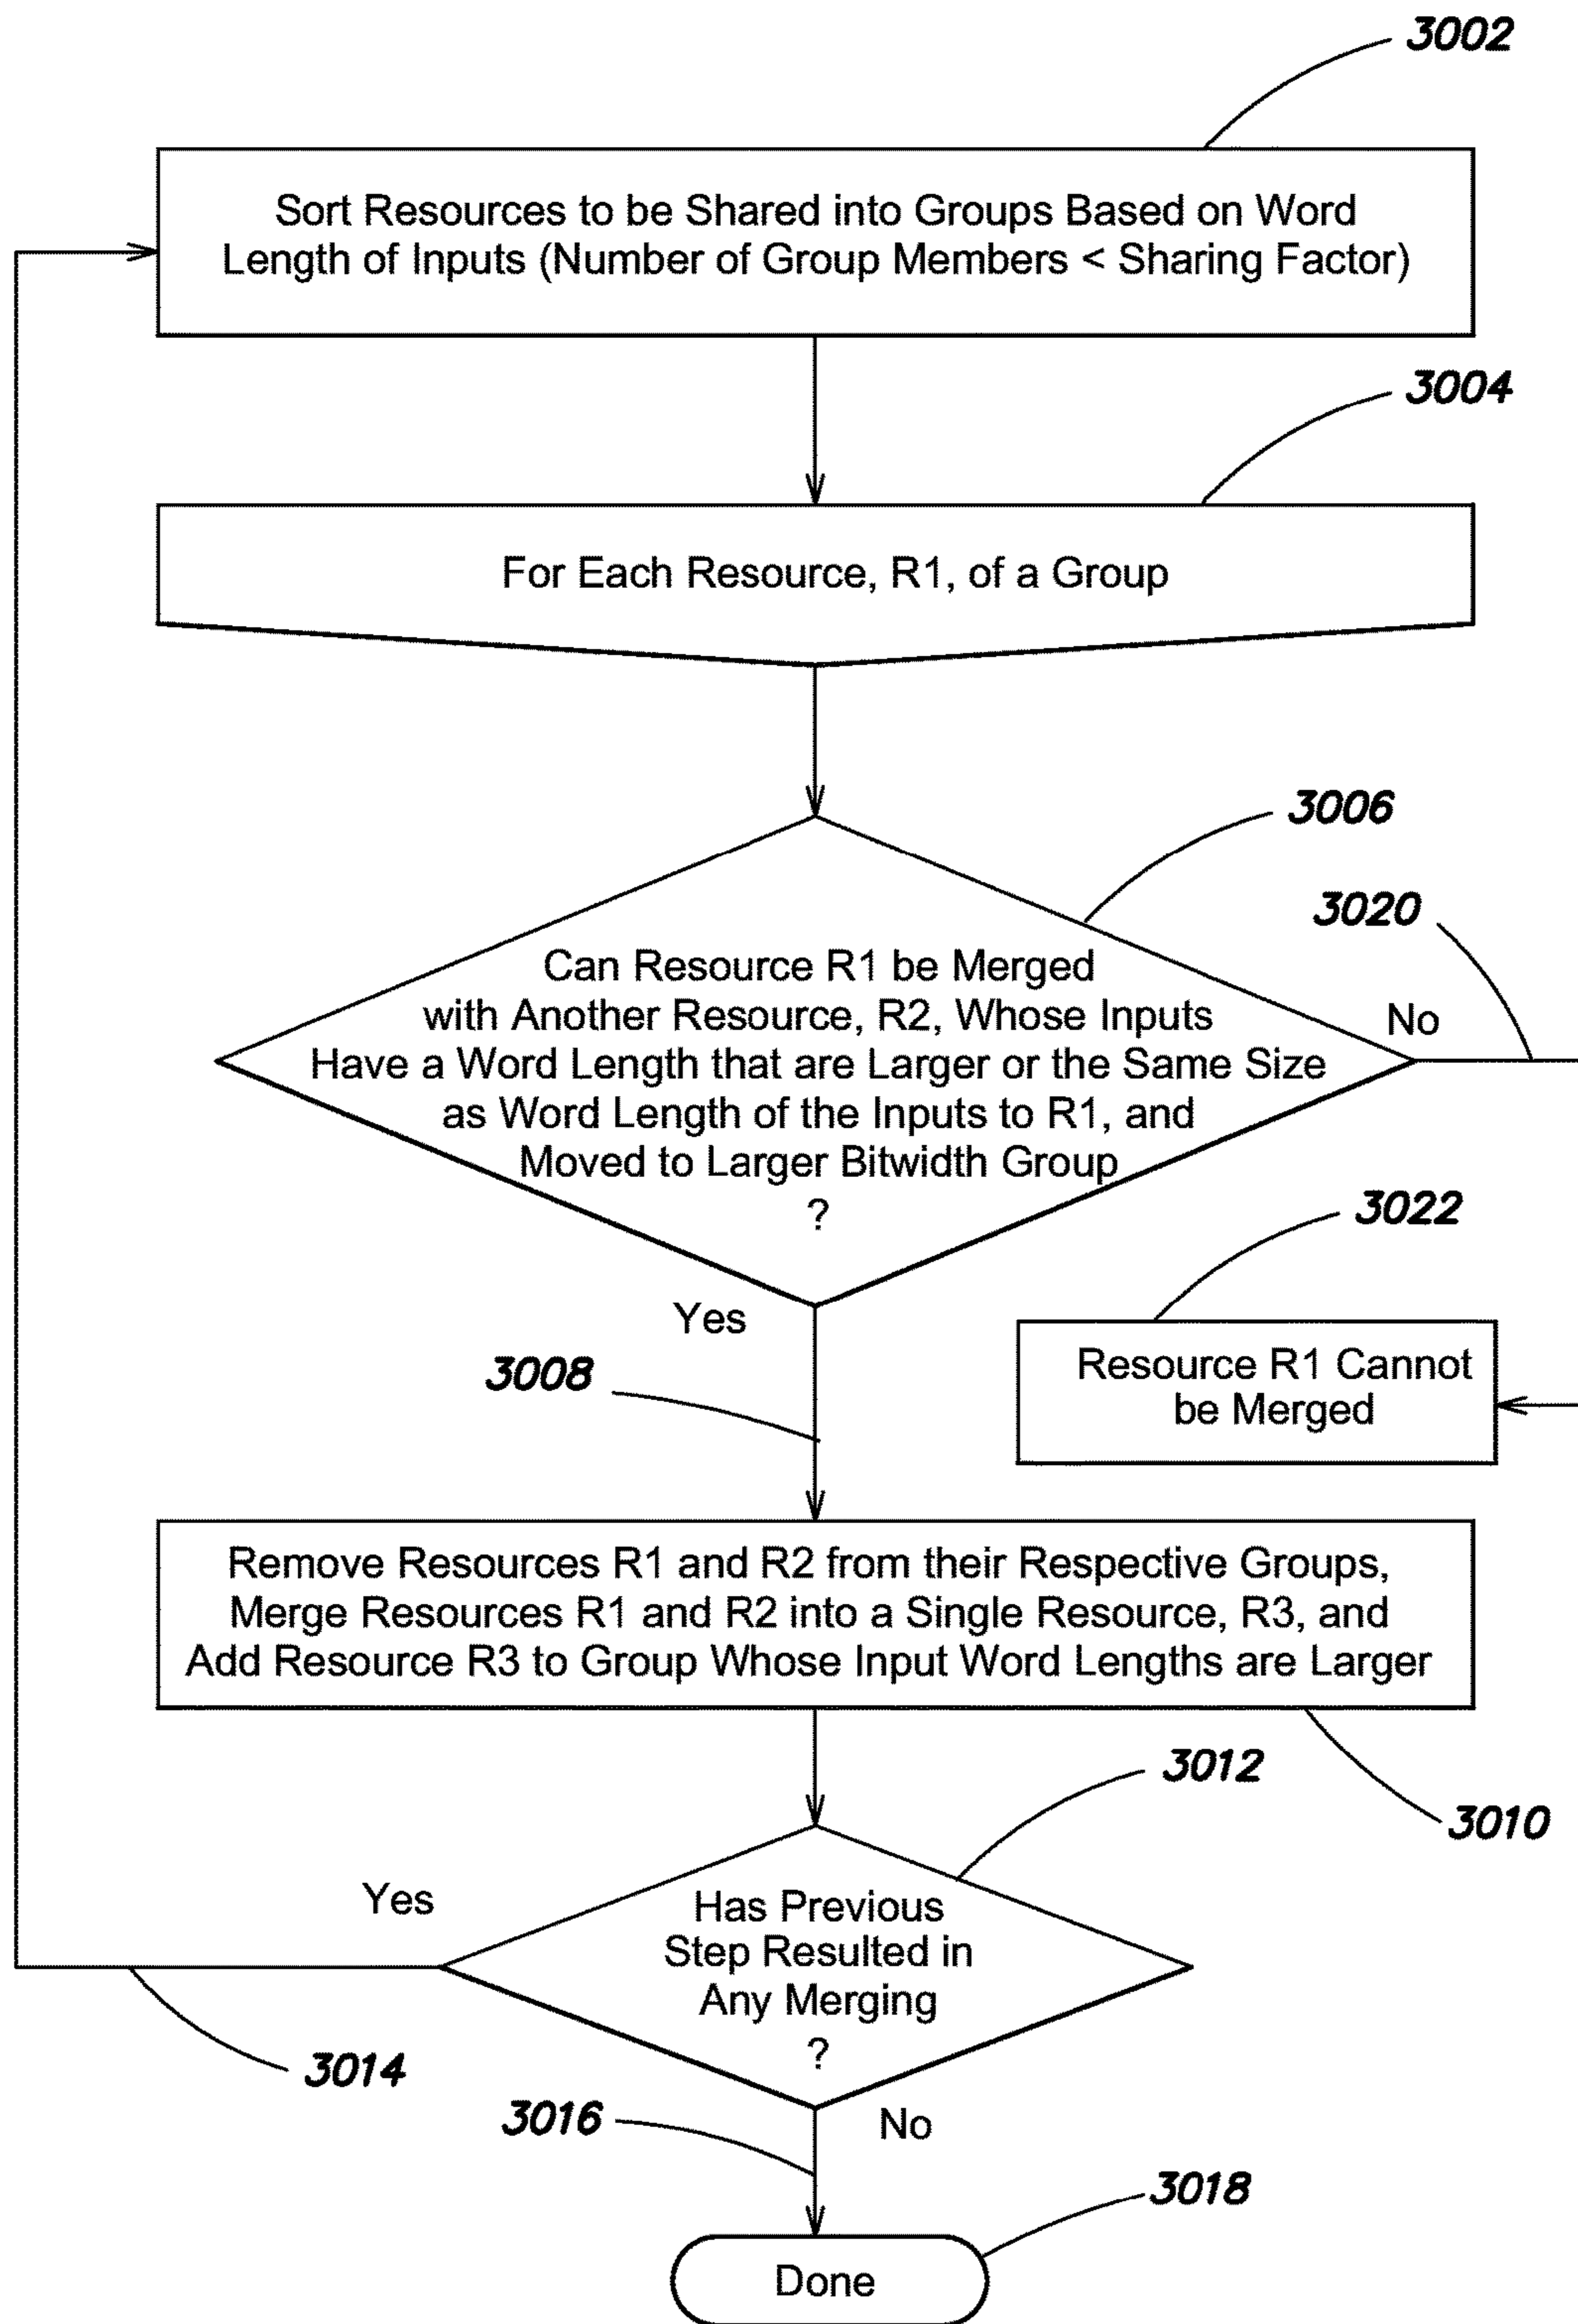 3002
Sort Resources to be Shared into Groups Based on Word
Length of Inputs (Number of Group Members < Sharing Factor)
3004
For Each Resource, R1, of a Group
3006
3020
Can Resource R1 be Merged
with Another Resource, R2, Whose Inputs
No
Have a Word Length that are Larger or the Same Size
as Word Length of the Inputs to R1, and
Moved to Larger Bitwidth Group
?
3022
Yes
Resource R1 Cannot
be Merged
3008
Remove Resources R1 and R2 from their Respective Groups,
Merge Resources R1 and R2 into a Single Resource, R3, and
Add Resource R3 to Group Whose Input Word Lengths are Larger
3012
3010
Yes
Has Previous
Step Resulted in
Any Merging
?
3014
3016
No
3018
Done